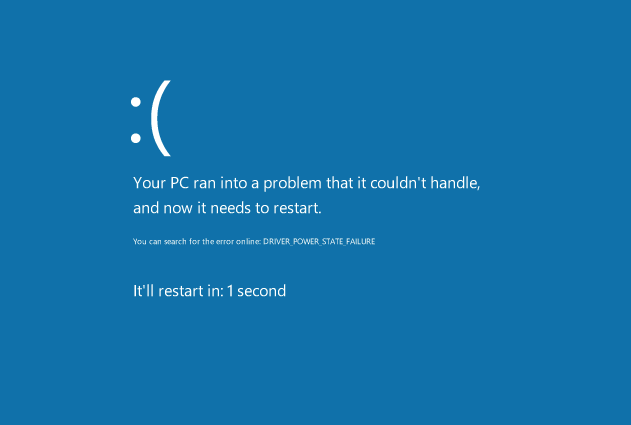 :(
Your PC ran into a problem that it couldn't handle,
and now it needs to restart.
You can search for the error online: DRIVER_POWER_STATE_FAILURE
It'll restart in: 1 second